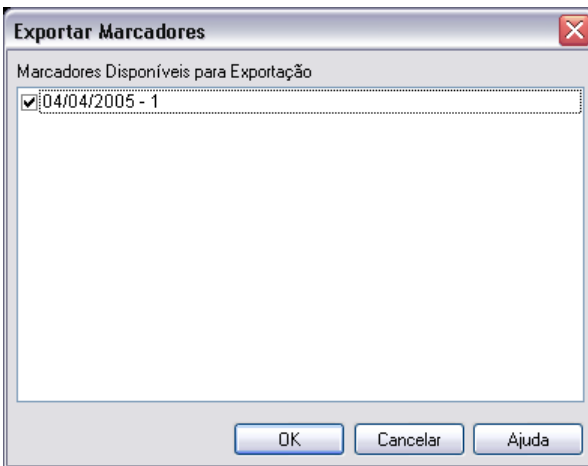 Exportar Marcadores
Marcadores Disponíveis para Exportação
04/04/2005 - 1
OK Cancelar Ajuda